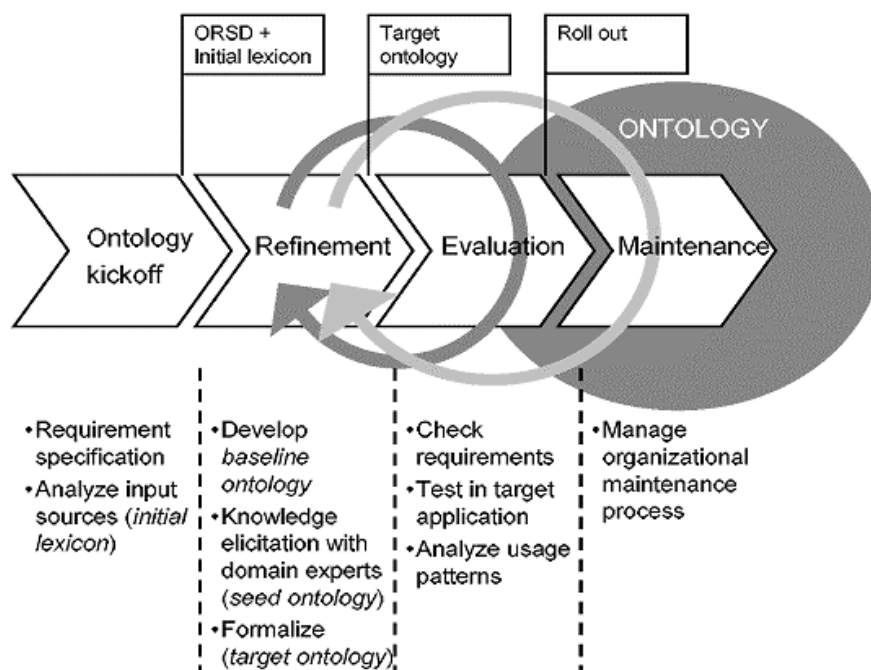 ORSD +
Initial lexicon
Target
ontology
Roll out
ONTOLOGY
Ontology
kickoff
Refinement
Evaluation
Maintenance
•Requirement
specification
•Analyze input
sources (initial
lexicon)
•Develop
baseline
ontology
•Knowledge
elicitation with
domain experts
(seed ontology)
•Formalize
(target ontology)
•Check
requirements
•Test in target
application
•Analyze usage
patterns
•Manage
organizational
maintenance
process